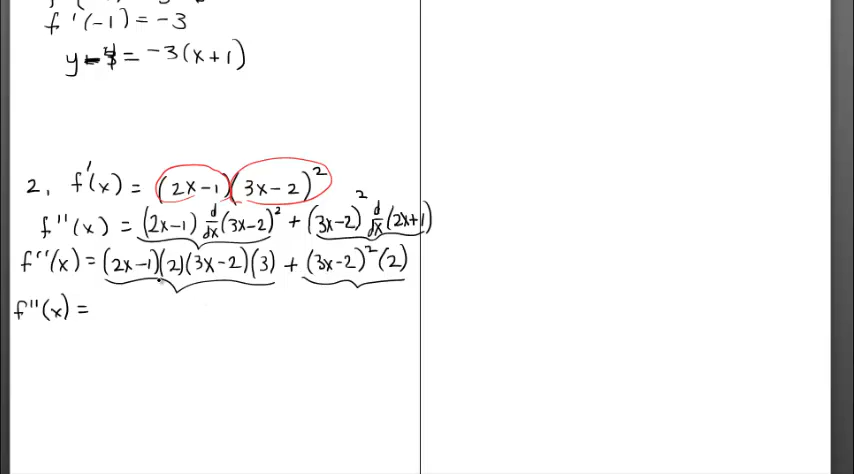 f'(-1) = -3
y-4 = -3(x+1)
2. f'(x) = (2x-1)(3x-2)²
f''(x) = (2x-1) d/dx (3x-2)² + (3x-2)² d/dx (2x+1)
f''(x) = (2x-1)(2)(3x-2)(3) + (3x-2)²(2)
f''(x) =